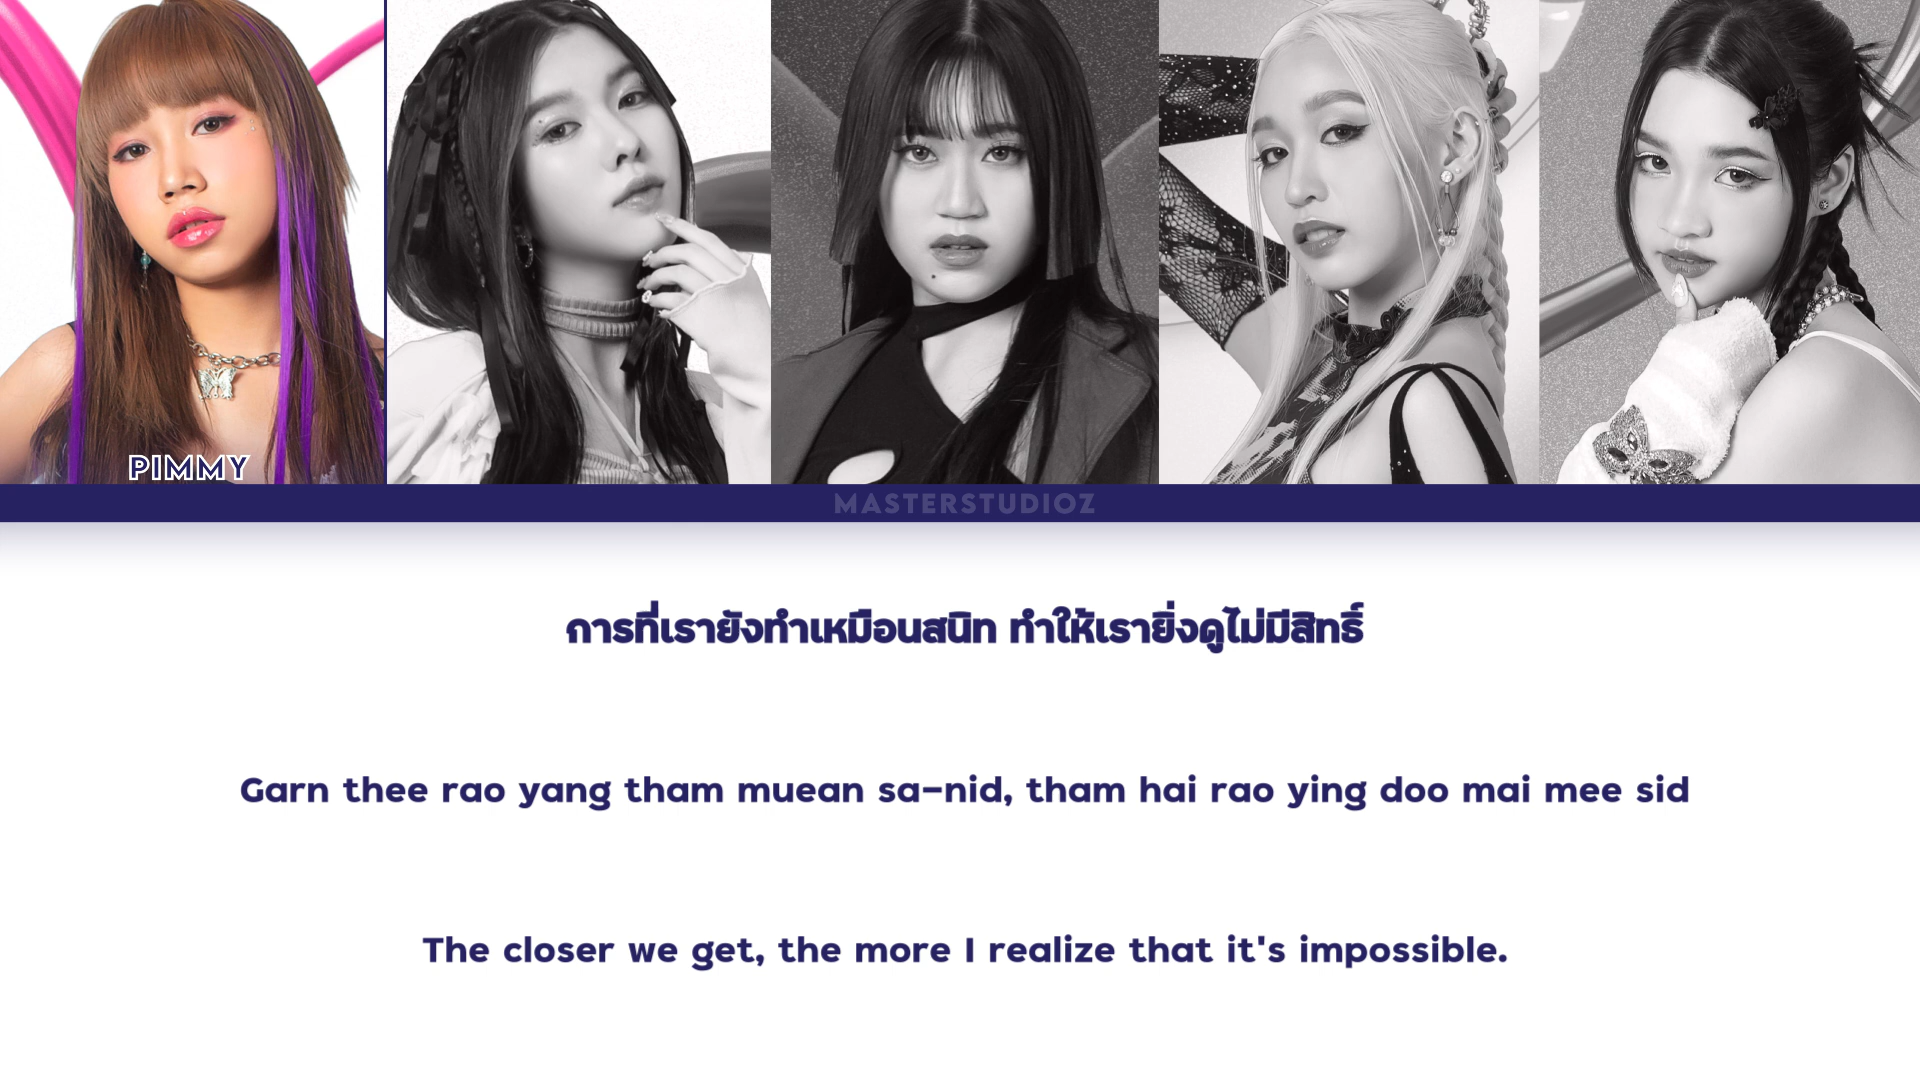 PIMMY
MASTERSTUDIOZ
การที่เรายังทำเหมือนสนิท ทำให้เรายิ่งดูไม่มีสิทธิ์
Garn thee rao yang tham muean sa-nid, tham hai rao ying doo mai mee sid
The closer we get, the more I realize that it's impossible.